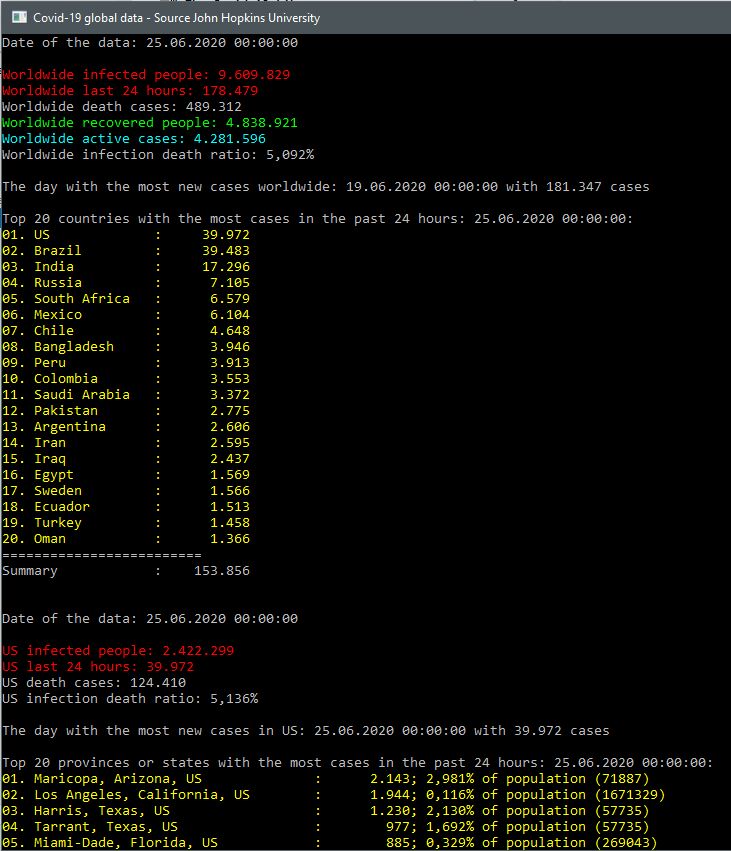 Covid-19 global data - Source John Hopkins University
Date of the data: 25.06.2020 00:00:00
Worldwide infected people: 9.609.829
Worldwide last 24 hours: 178.479
Worldwide death cases: 489.312
Worldwide recovered people: 4.838.921
Worldwide active cases: 4.281.596
Worldwide infection death ratio: 5,092%
The day with the most new cases worldwide: 19.06.2020 00:00:00 with 181.347 cases
Top 20 countries with the most cases in the past 24 hours: 25.06.2020 00:00:00:
01. US : 39.972
02. Brazil : 39.483
03. India : 17.296
04. Russia : 7.105
05. South Africa : 6.579
06. Mexico : 6.104
07. Chile : 4.648
08. Bangladesh : 3.946
09. Peru : 3.913
10. Colombia : 3.553
11. Saudi Arabia : 3.372
12. Pakistan : 2.775
13. Argentina : 2.606
14. Iran : 2.595
15. Iraq : 2.437
16. Egypt : 1.569
17. Sweden : 1.566
18. Ecuador : 1.513
19. Turkey : 1.458
20. Oman : 1.366
=========================
Summary : 153.856
Date of the data: 25.06.2020 00:00:00
US infected people: 2.422.299
US last 24 hours: 39.972
US death cases: 124.410
US infection death ratio: 5,136%
The day with the most new cases in US: 25.06.2020 00:00:00 with 39.972 cases
Top 20 provinces or states with the most cases in the past 24 hours: 25.06.2020 00:00:00:
01. Maricopa, Arizona, US : 2.143; 2,981% of population (71887)
02. Los Angeles, California, US : 1.944; 0,116% of population (1671329)
03. Harris, Texas, US : 1.230; 2,130% of population (57735)
04. Tarrant, Texas, US : 977; 1,692% of population (57735)
05. Miami-Dade, Florida, US : 885; 0,329% of population (269043)